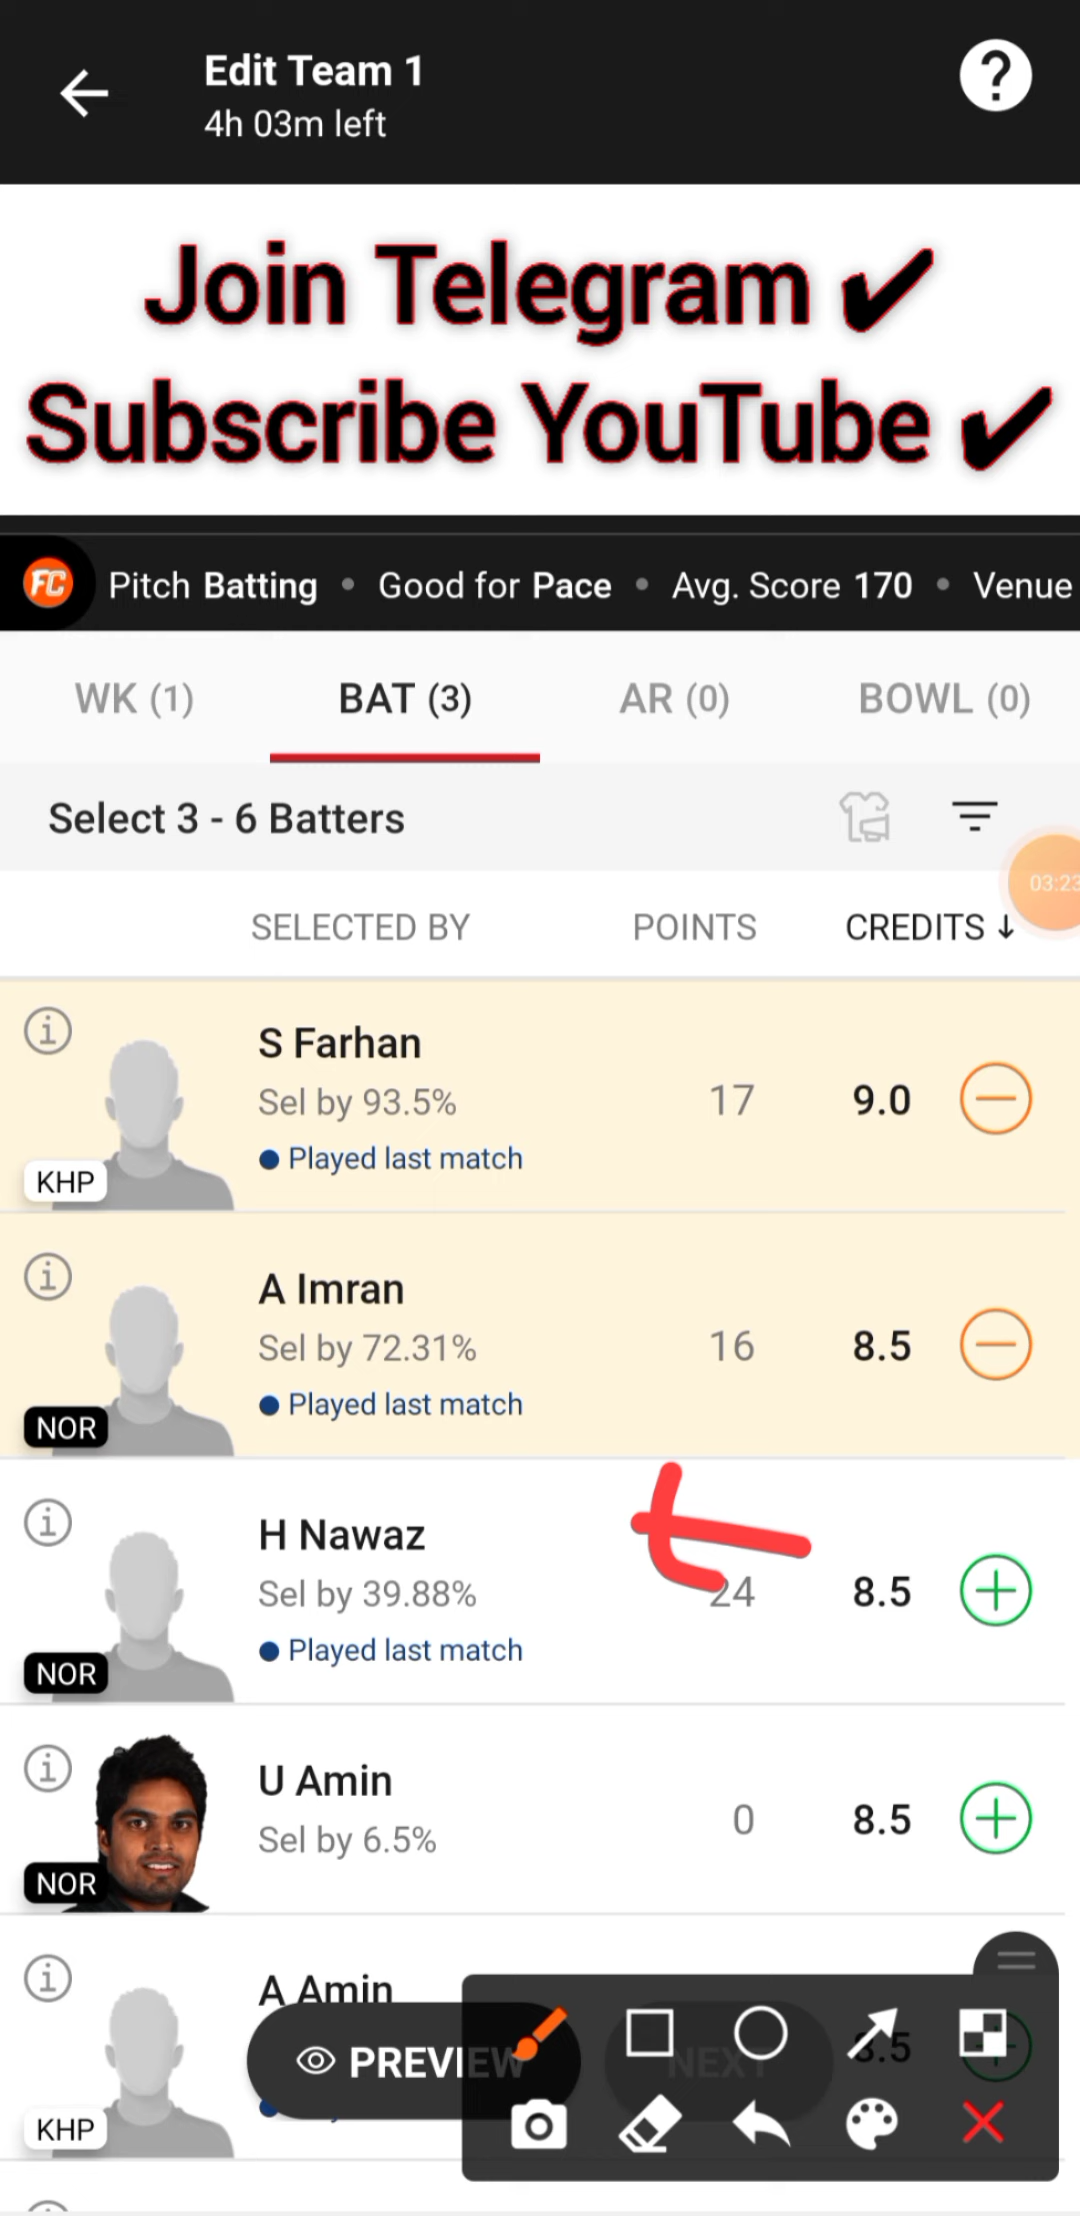 Edit Team 1
4h 03m left
?
Join Telegram ✔
Subscribe YouTube ✔
FC Pitch Batting • Good for Pace • Avg. Score 170 • Venue
WK (1) BAT (3) AR (0) BOWL (0)
Select 3 - 6 Batters
03:23
SELECTED BY POINTS CREDITS ↓
S Farhan
Sel by 93.5% 17 9.0
Played last match
KHP
A Imran
Sel by 72.31% 16 8.5
Played last match
NOR
H Nawaz
Sel by 39.88% 24 8.5
Played last match
NOR
U Amin
Sel by 6.5% 0 8.5
NOR
A Amin
8.5
PREVIEW NEXT
KHP